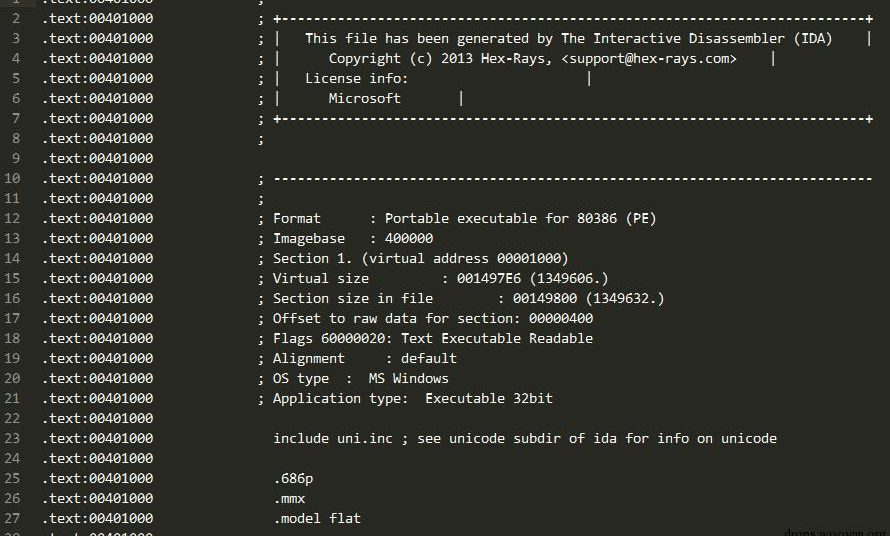 1 .text:00401000 ;
2 .text:00401000 ; +-------------------------------------------------------------------------+
3 .text:00401000 ; |   This file has been generated by The Interactive Disassembler (IDA)    |
4 .text:00401000 ; |      Copyright (c) 2013 Hex-Rays, <support@hex-rays.com>    |
5 .text:00401000 ; |   License info:                      |
6 .text:00401000 ; |      Microsoft       |
7 .text:00401000 ; +-------------------------------------------------------------------------+
8 .text:00401000 ;
9 .text:00401000
10 .text:00401000 ; ---------------------------------------------------------------------------
11 .text:00401000 ;
12 .text:00401000 ; Format      : Portable executable for 80386 (PE)
13 .text:00401000 ; Imagebase   : 400000
14 .text:00401000 ; Section 1. (virtual address 00001000)
15 .text:00401000 ; Virtual size         : 001497E6 (1349606.)
16 .text:00401000 ; Section size in file        : 00149800 (1349632.)
17 .text:00401000 ; Offset to raw data for section: 00000400
18 .text:00401000 ; Flags 60000020: Text Executable Readable
19 .text:00401000 ; Alignment     : default
20 .text:00401000 ; OS type  :  MS Windows
21 .text:00401000 ; Application type:  Executable 32bit
22 .text:00401000
23 .text:00401000 include uni.inc ; see unicode subdir of ida for info on unicode
24 .text:00401000
25 .text:00401000 .686p
26 .text:00401000 .mmx
27 .text:00401000 .model flat
drops.wooyun.org